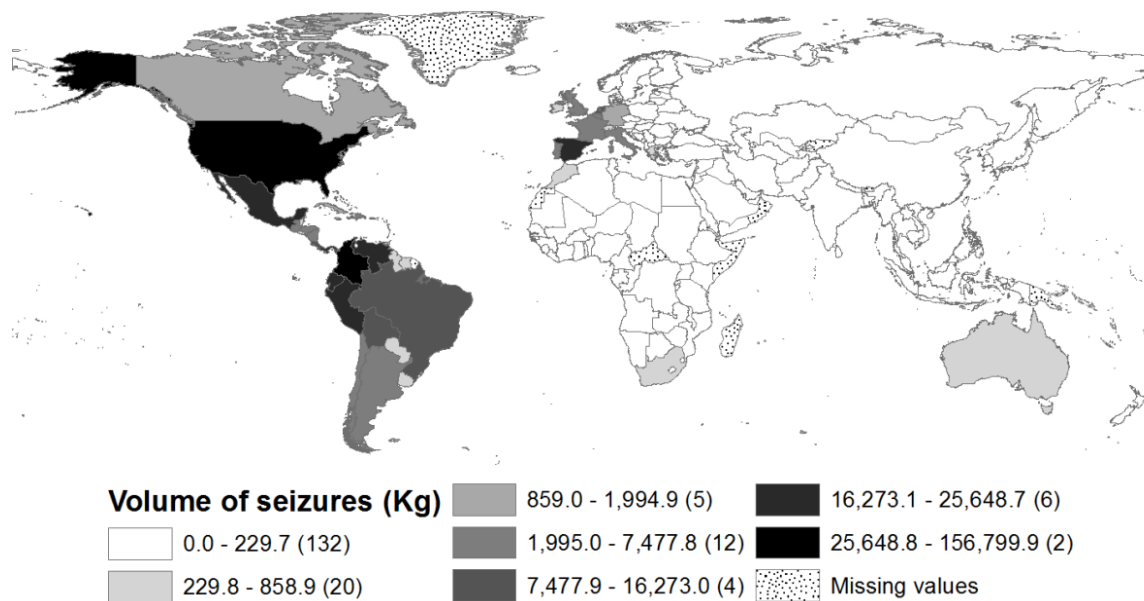 Volume of seizures (Kg)
0.0 - 229.7 (132)
229.8 - 858.9 (20)
859.0 - 1,994.9 (5)
1,995.0 - 7,477.8 (12)
7,477.9 - 16,273.0 (4)
16,273.1 - 25,648.7 (6)
25,648.8 - 156,799.9 (2)
Missing values